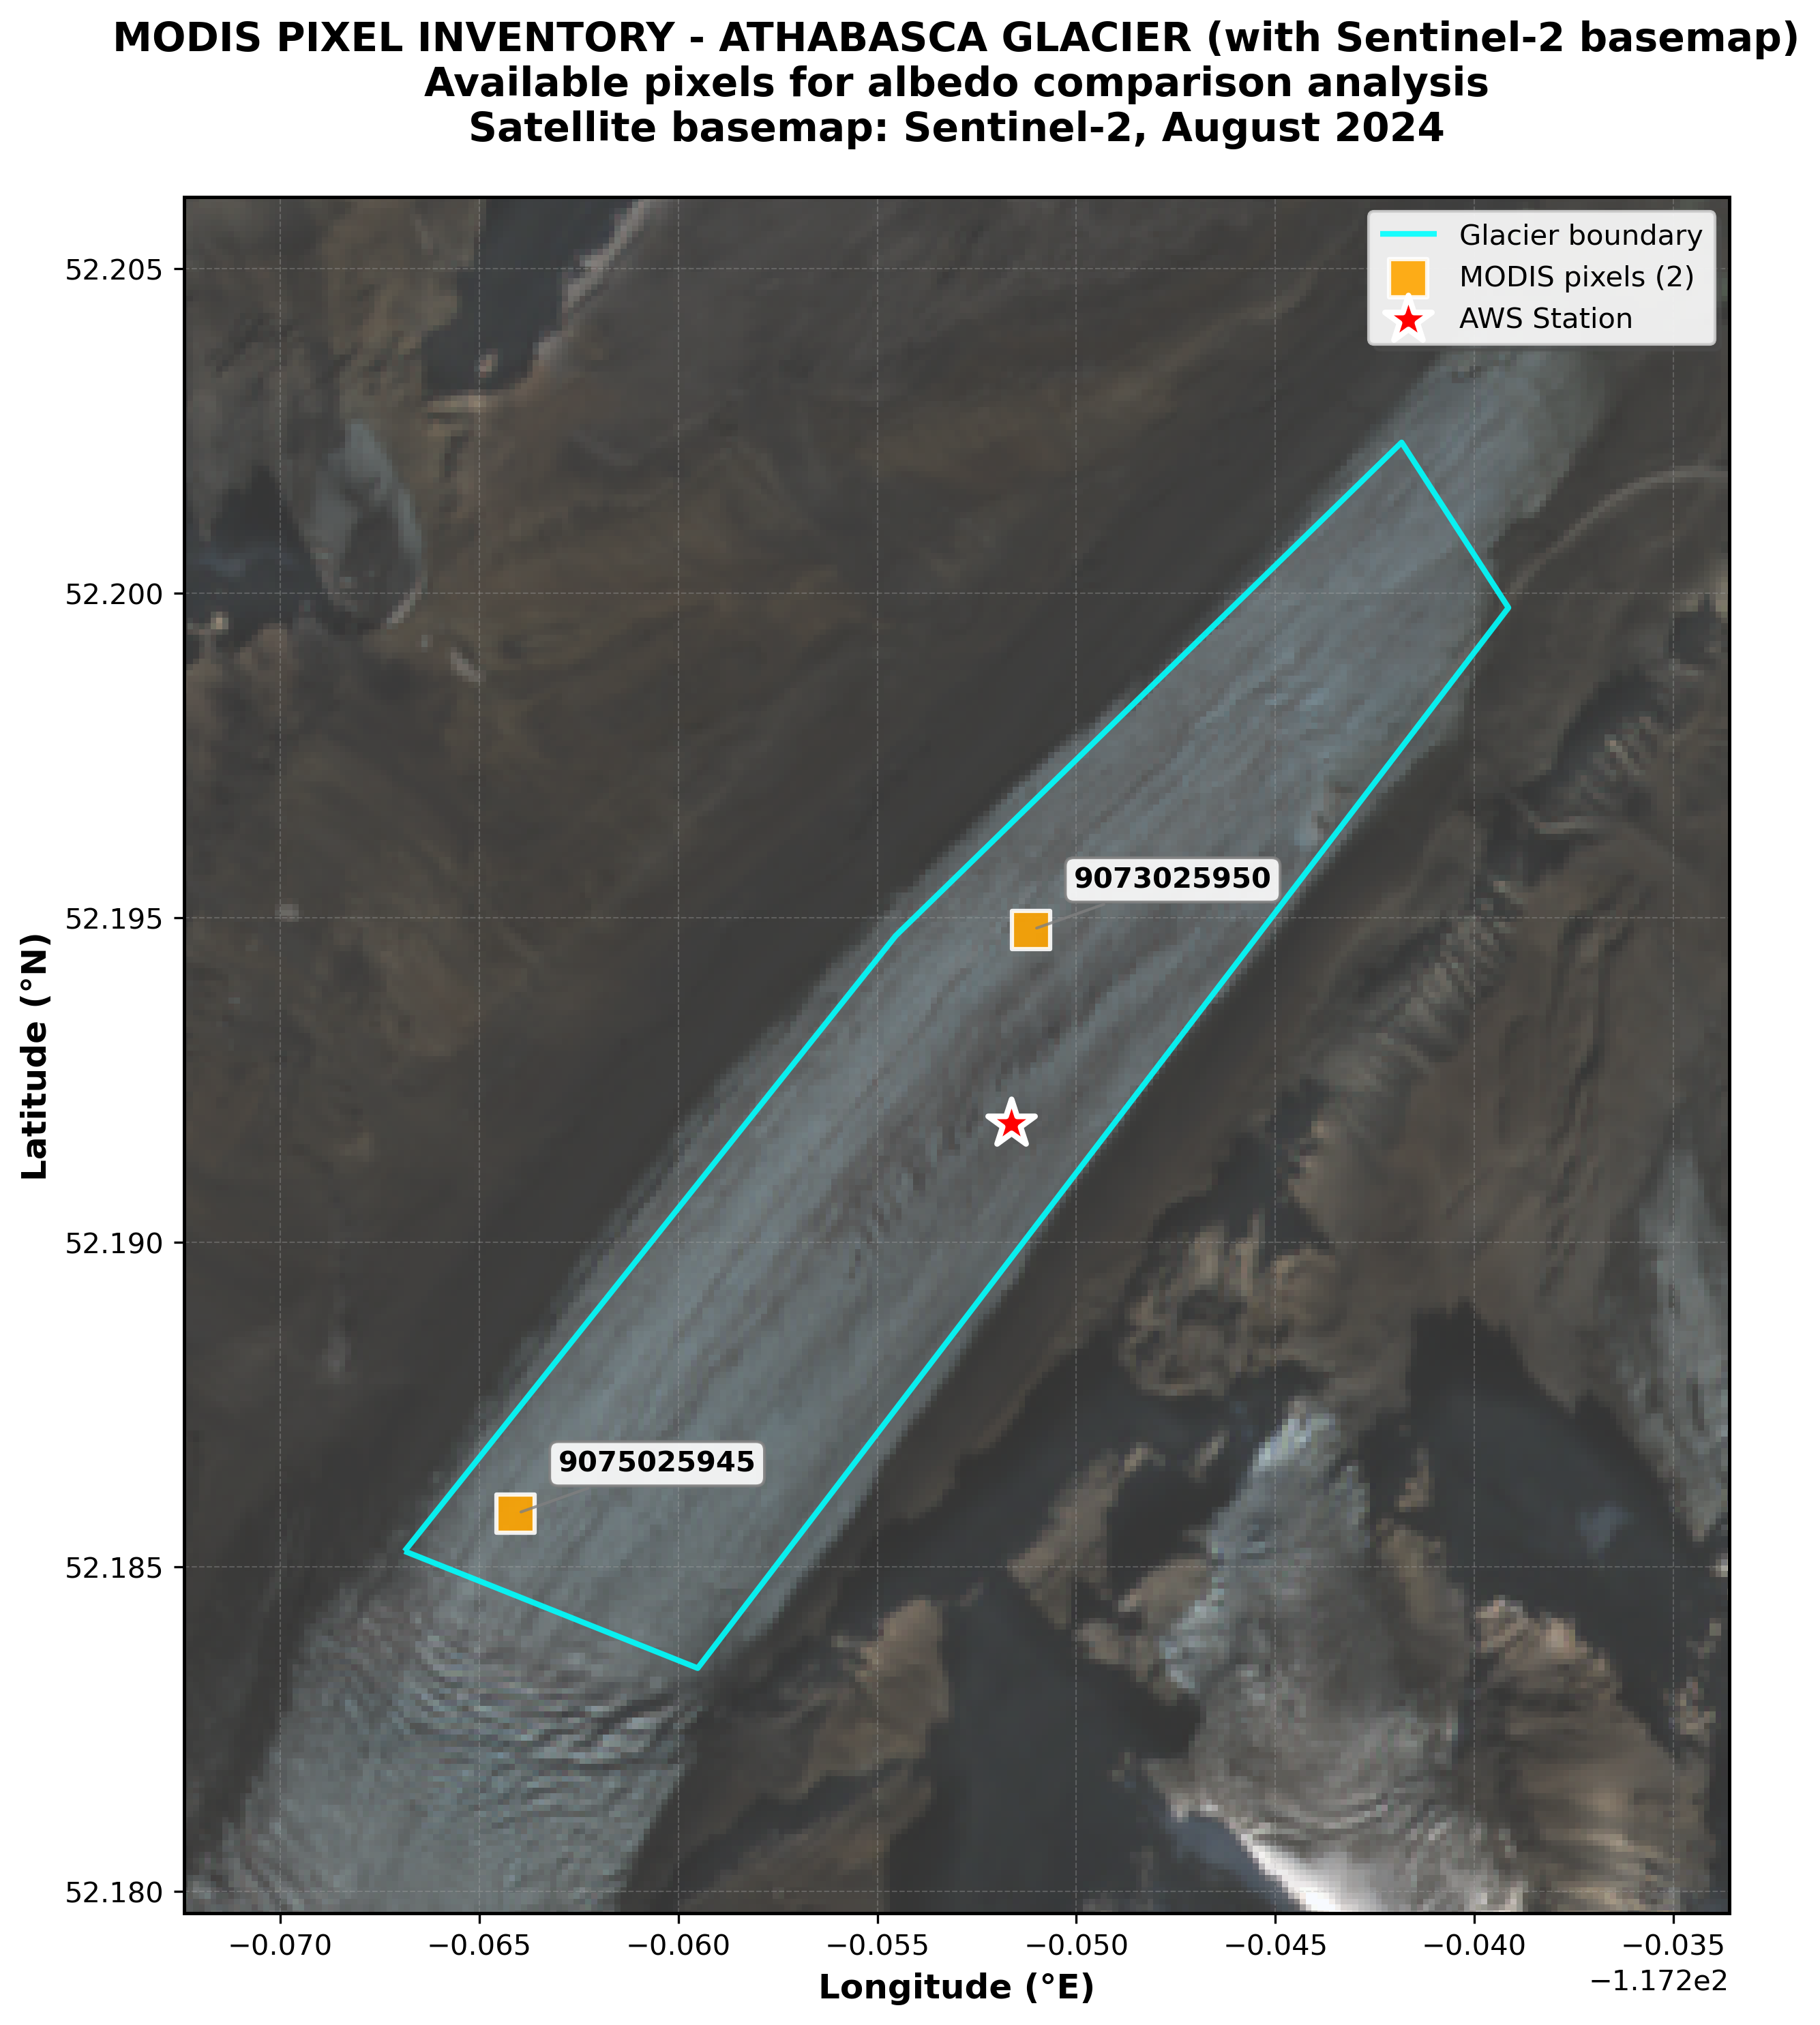 MODIS PIXEL INVENTORY - ATHABASCA GLACIER (with Sentinel-2 basemap)
Available pixels for albedo comparison analysis
Satellite basemap: Sentinel-2, August 2024
Glacier boundary
MODIS pixels (2)
AWS Station
52.205
52.200
52.195
52.190
52.185
52.180
Latitude (°N)
9073025950
9075025945
−0.070 −0.065 −0.060 −0.055 −0.050 −0.045 −0.040 −0.035
−1.172e2
Longitude (°E)